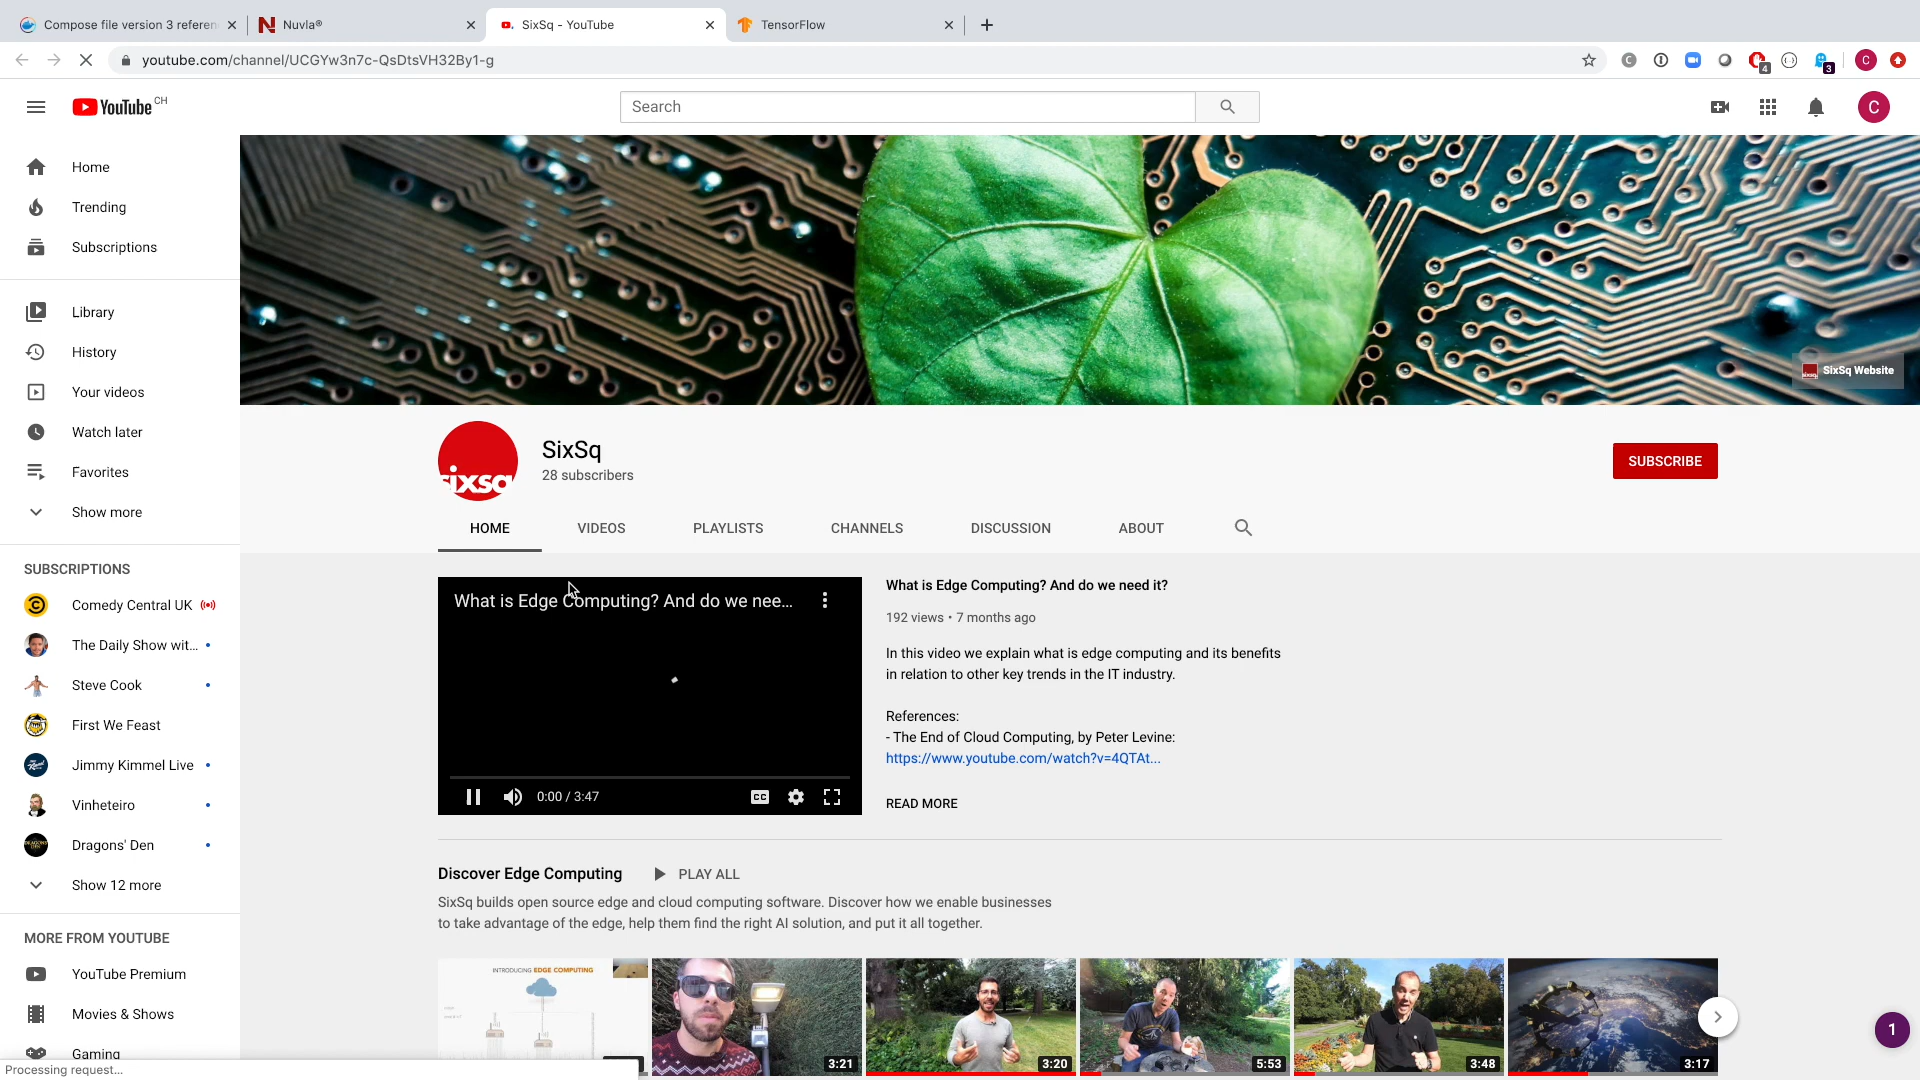 Compose file version 3 referen
Nuvla®
SixSq - YouTube
TensorFlow
youtube.com/channel/UCGYw3n7c-QsDtsVH32By1-g
4
3
C
YouTube CH
Search
C
Home
Trending
Subscriptions
Library
History
Your videos
Watch later
Favorites
Show more
SUBSCRIPTIONS
Comedy Central UK
The Daily Show wit...
Steve Cook
First We Feast
Jimmy Kimmel Live
Vinheteiro
Dragons' Den
Show 12 more
MORE FROM YOUTUBE
YouTube Premium
Movies & Shows
Gaming
Processing request...
SixSq Website
sixsq
SixSq
28 subscribers
SUBSCRIBE
HOME
VIDEOS
PLAYLISTS
CHANNELS
DISCUSSION
ABOUT
What is Edge Computing? And do we nee...
0:00 / 3:47
CC
What is Edge Computing? And do we need it?
192 views • 7 months ago
In this video we explain what is edge computing and its benefits
in relation to other key trends in the IT industry.
References:
- The End of Cloud Computing, by Peter Levine:
https://www.youtube.com/watch?v=4QTAt...
READ MORE
Discover Edge Computing
PLAY ALL
SixSq builds open source edge and cloud computing software. Discover how we enable businesses
to take advantage of the edge, help them find the right AI solution, and put it all together.
INTRODUCING EDGE COMPUTING
3:21
3:20
5:53
3:48
3:17
1